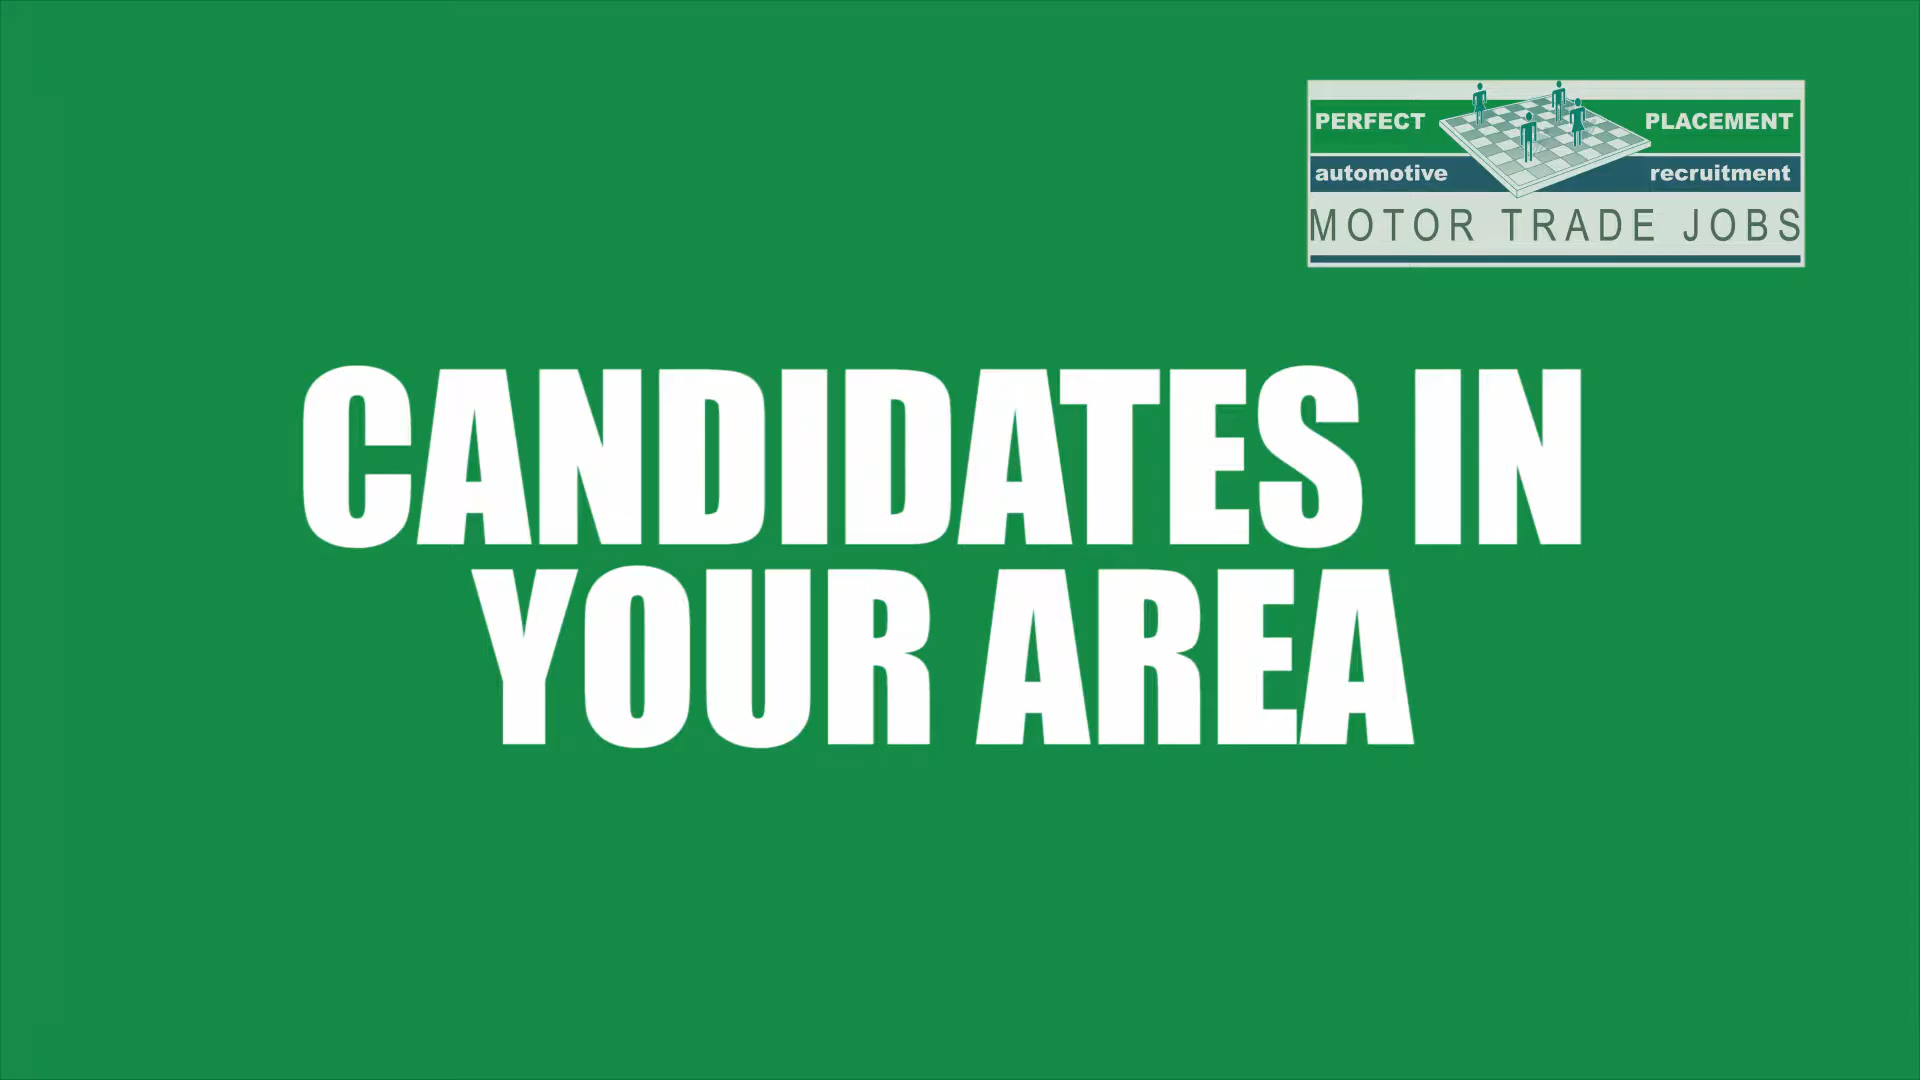 PERFECT PLACEMENT
automotive recruitment
MOTOR TRADE JOBS
CANDIDATES IN
YOUR AREA